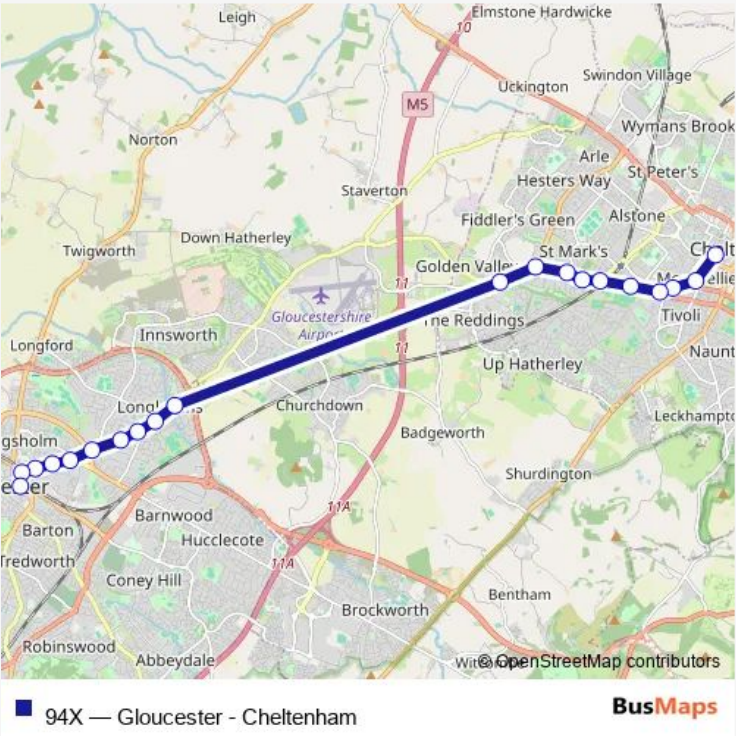 Leigh
Elmstone Hardwicke
10
Uckington
Swindon Village
M5
Wymans Brook
Norton
Arle
St Peter's
Hesters Way
Staverton
Fiddler's Green
Alstone
Down Hatherley
Twigworth
St Mark's
Golden Valley
11
Gloucestershire
Airport
The Reddings
Tivoli
Innsworth
Longford
11
Naunt
Up Hatherley
Churchdown
Leckhampto
gsholm
Badgeworth
Shurdington
11A
Barnwood
Barton
Hucclecote
Tredworth
11A
Coney Hill
Bentham
Brockworth
Robinswood
Abbeydale
© OpenStreetMap contributors
94X — Gloucester - Cheltenham
BusMaps